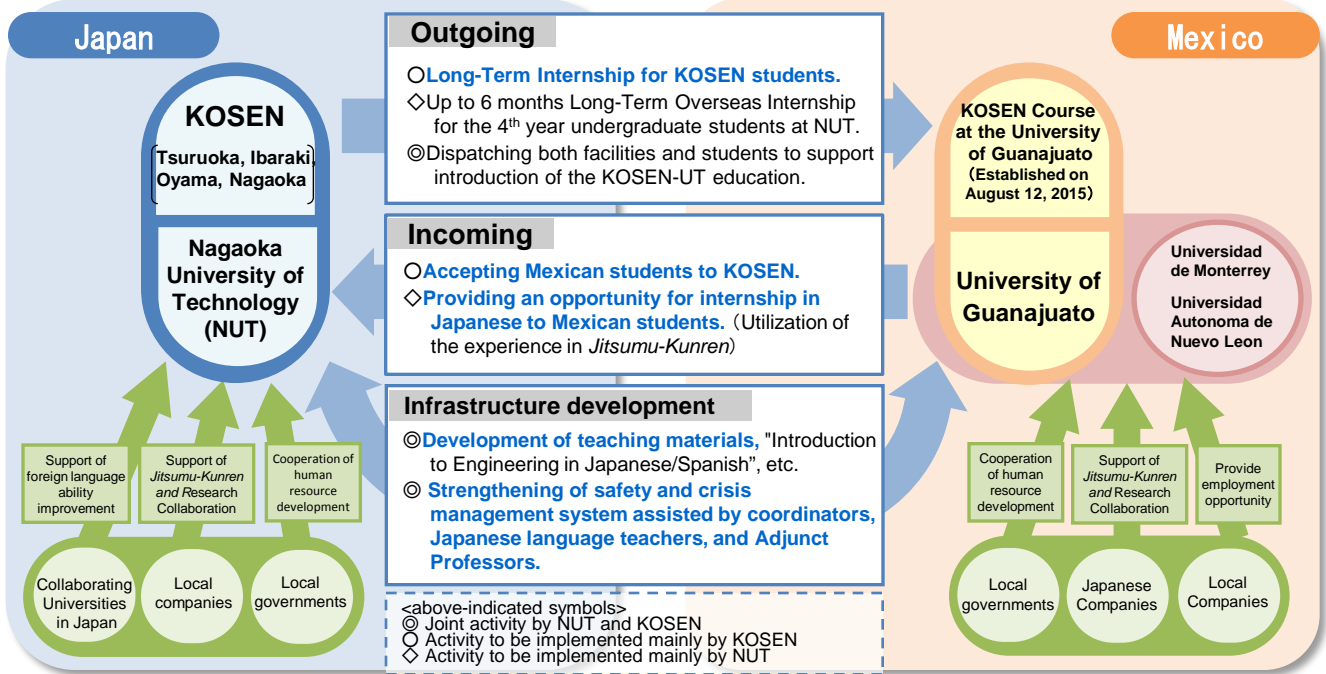 Japan
KOSEN
[Tsuruoka, Ibaraki,
Oyama, Nagaoka]
Nagaoka
University of
Technology
(NUT)
Outgoing
○Long-Term Internship for KOSEN students.
◇Up to 6 months Long-Term Overseas Internship
for the 4th year undergraduate students at NUT.
◎Dispatching both facilities and students to support
introduction of the KOSEN-UT education.
Incoming
○Accepting Mexican students to KOSEN.
◇Providing an opportunity for internship in
Japanese to Mexican students.（Utilization of
the experience in Jitsumu-Kunren）
Infrastructure development
◎Development of teaching materials, "Introduction
to Engineering in Japanese/Spanish”, etc.
◎ Strengthening of safety and crisis
management system assisted by coordinators,
Japanese language teachers, and Adjunct
Professors.
<above-indicated symbols>
◎ Joint activity by NUT and KOSEN
○ Activity to be implemented mainly by KOSEN
◇ Activity to be implemented mainly by NUT
Mexico
KOSEN Course
at the University
of Guanajuato
（Established on
August 12, 2015）
University of
Guanajuato
Universidad
de Monterrey
Universidad
Autonoma de
Nuevo Leon
Support of
foreign language
ability
improvement
Support of
Jitsumu-Kunren
and Research
Collaboration
Cooperation of
human
resource
development
Collaborating
Universities
in Japan
Local
companies
Local
governments
Cooperation
of human
resource
development
Support of
Jitsumu-Kunren
and Research
Collaboration
Provide
employment
opportunity
Local
governments
Japanese
Companies
Local
Companies